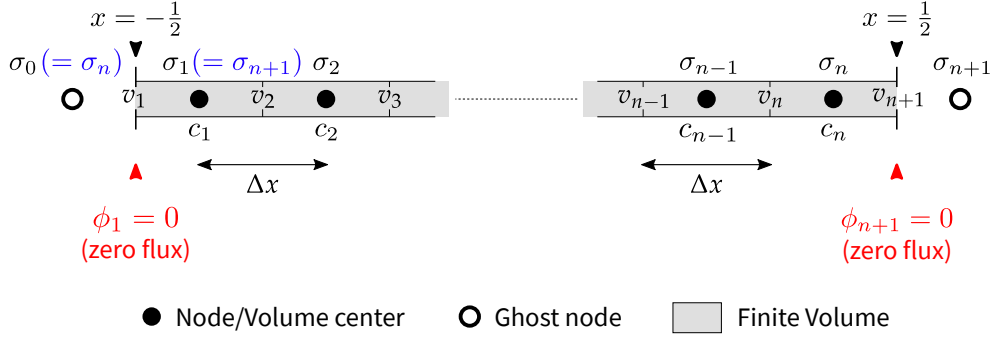 x = −1/2 x = 1/2
σ₀(= σₙ) σ₁(= σₙ₊₁) σ₂ σₙ₋₁ σₙ σₙ₊₁
v₁ v₂ v₃ vₙ₋₁ vₙ vₙ₊₁
c₁ c₂ cₙ₋₁ cₙ
Δx Δx
ϕ₁ = 0 ϕₙ₊₁ = 0
(zero flux) (zero flux)
Node/Volume center Ghost node Finite Volume